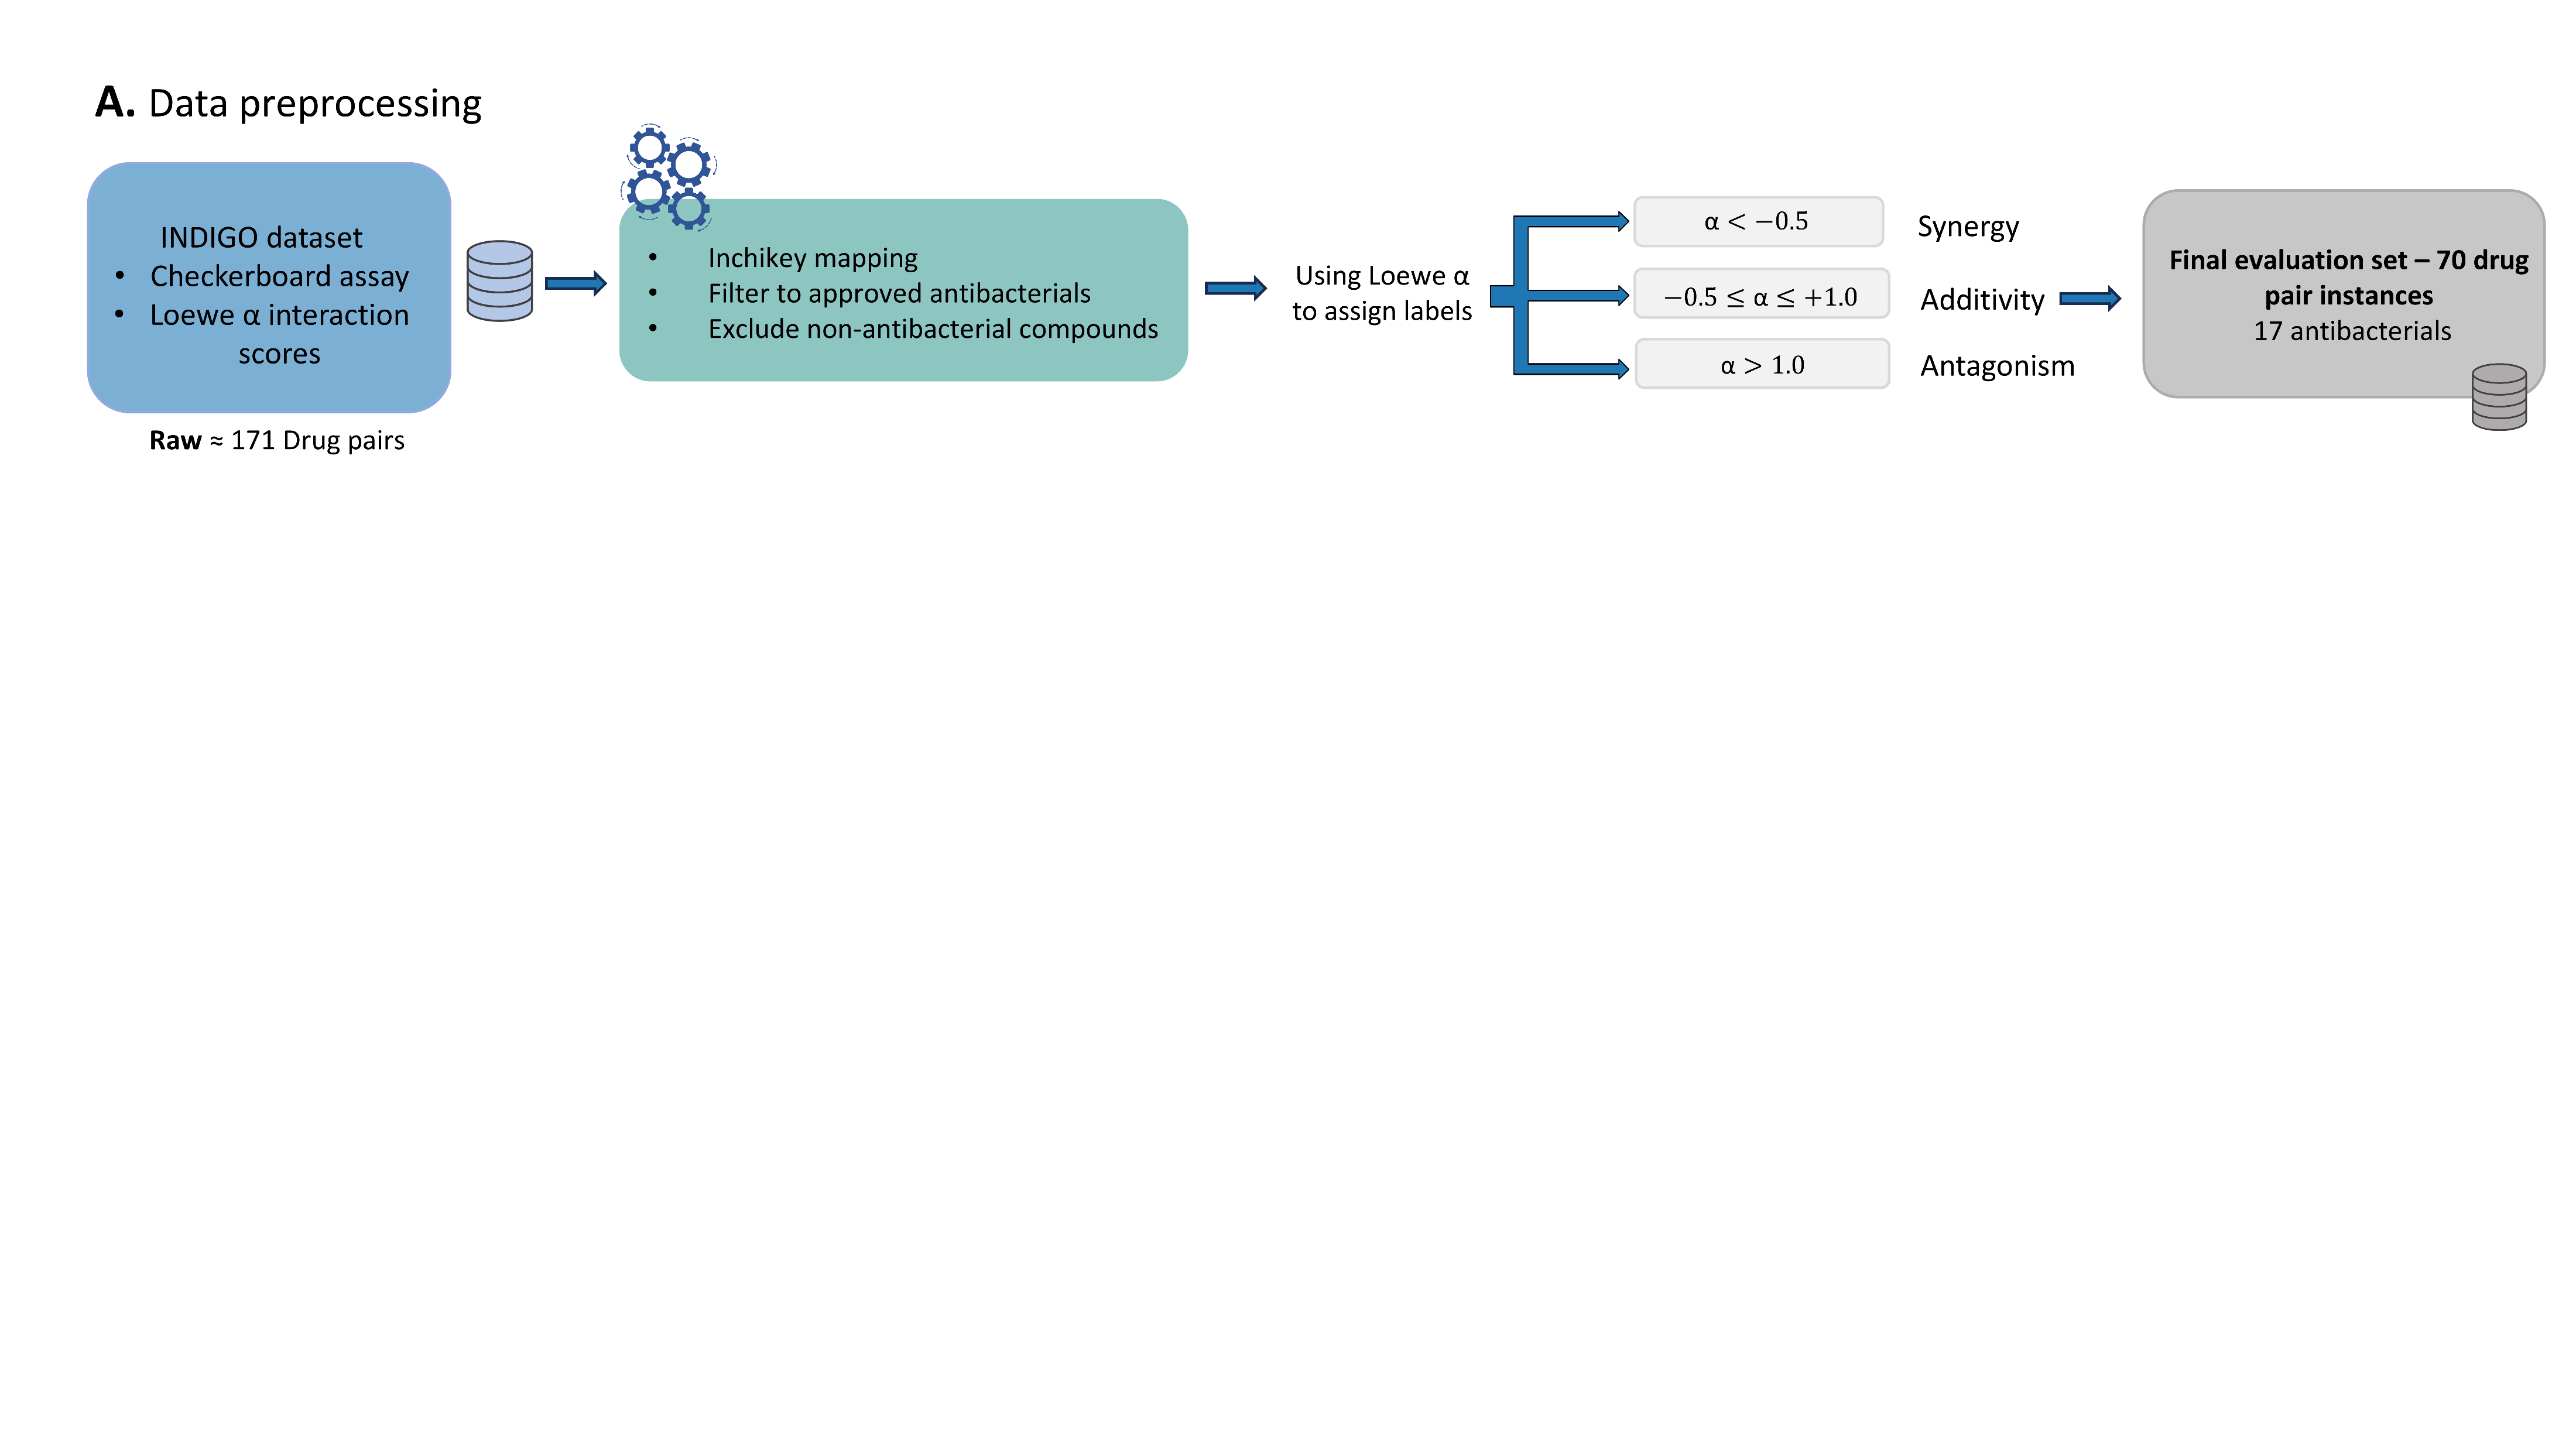 A. Data preprocessing
INDIGO dataset
• Checkerboard assay
• Loewe α interaction
scores
Raw ≈ 171 Drug pairs
• Inchikey mapping
• Filter to approved antibacterials
• Exclude non-antibacterial compounds
Using Loewe α
to assign labels
α < −0.5
Synergy
−0.5 ≤ α ≤ +1.0
Additivity
α > 1.0
Antagonism
Final evaluation set – 70 drug
pair instances
17 antibacterials